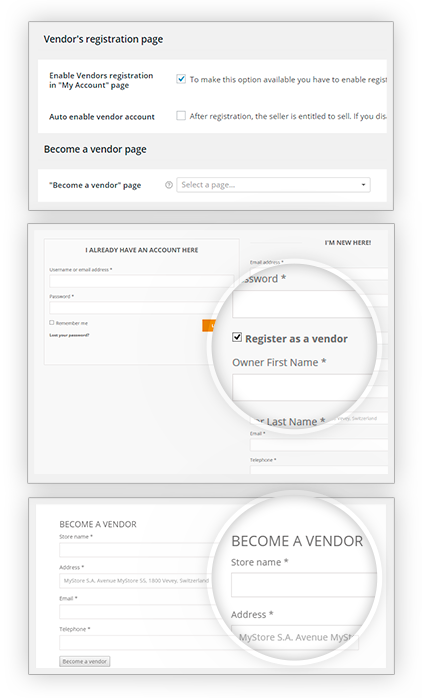 Vendor's registration page
Enable Vendors registration
in "My Account" page
To make this option available you have to enable regist
Auto enable vendor account
After registration, the seller is entitled to sell. If you dis
Become a vendor page
"Become a vendor" page
Select a page...
I ALREADY HAVE AN ACCOUNT HERE
Username or email address *
Password *
Remember me
Lost your password?
I'M NEW HERE!
Email address *
ssword *
Register as a vendor
Owner First Name *
er Last Name *
Vevey, Switzerland
Email *
Telephone *
BECOME A VENDOR
Store name *
Address *
MyStore S.A. Avenue MyStore SS, 1800 Vevey, Switzerland
Email *
Telephone *
Become a vendor
BECOME A VENDOR
Store name *
Address *
MyStore S.A. Avenue MySt